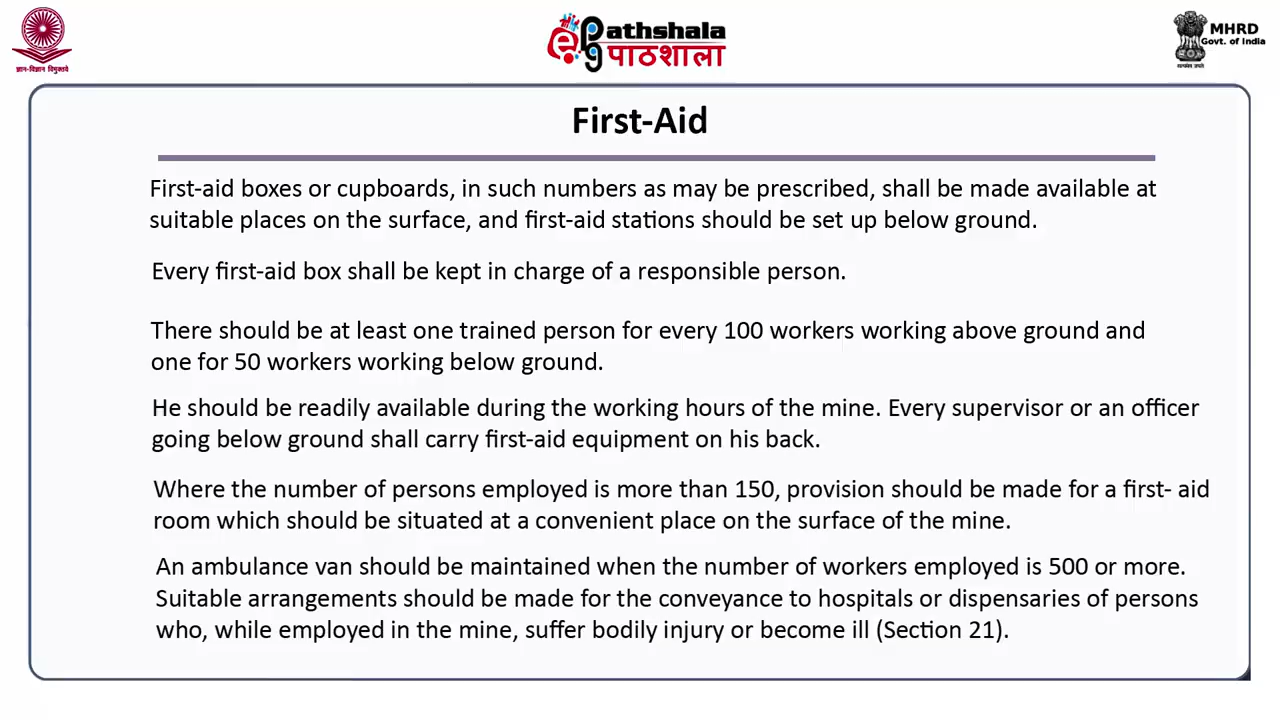 ज्ञान-विज्ञान विमुक्तये
epg Pathshala
पाठशाला
MHRD
Govt. of India
सत्यमेव जयते
First-Aid
First-aid boxes or cupboards, in such numbers as may be prescribed, shall be made available at
suitable places on the surface, and first-aid stations should be set up below ground.
Every first-aid box shall be kept in charge of a responsible person.
There should be at least one trained person for every 100 workers working above ground and
one for 50 workers working below ground.
He should be readily available during the working hours of the mine. Every supervisor or an officer
going below ground shall carry first-aid equipment on his back.
Where the number of persons employed is more than 150, provision should be made for a first- aid
room which should be situated at a convenient place on the surface of the mine.
An ambulance van should be maintained when the number of workers employed is 500 or more.
Suitable arrangements should be made for the conveyance to hospitals or dispensaries of persons
who, while employed in the mine, suffer bodily injury or become ill (Section 21).